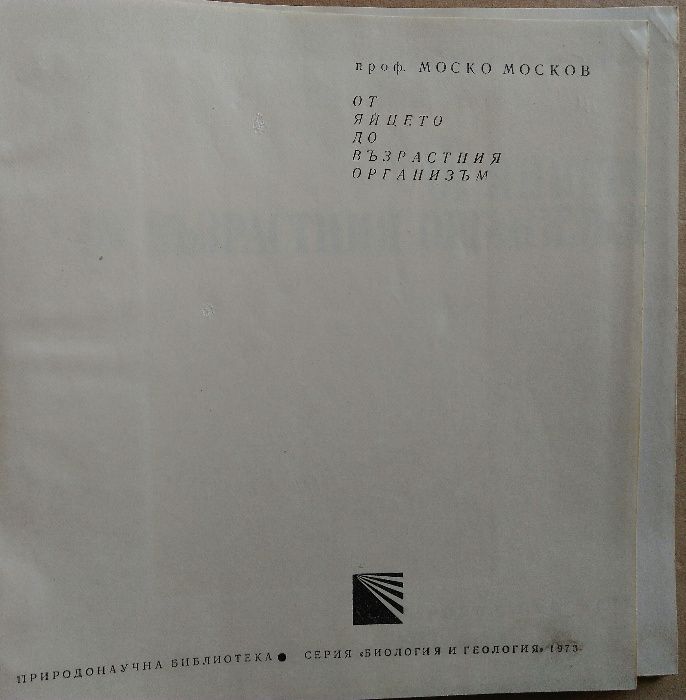 проф. МОСКО МОСКОВ
ОТ
ЯЙЦЕТО
ДО
ВЪЗРАСТНИЯ
ОРГАНИЗЪМ
ПРИРОДОНАУЧНА БИБЛИОТЕКА ● СЕРИЯ «БИОЛОГИЯ И ГЕОЛОГИЯ» 1973